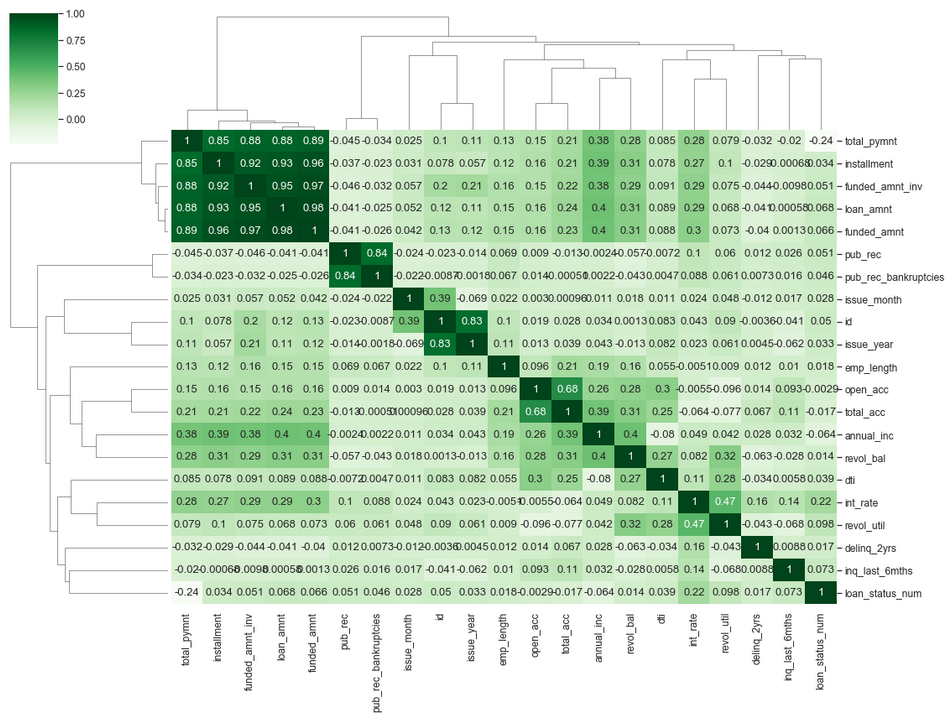 1.00
0.75
0.50
0.25
0.00
1 0.85 0.88 0.88 0.89 -0.045 -0.034 0.025 0.1 0.11 0.13 0.15 0.21 0.38 0.28 0.085 0.28 0.079 -0.032 -0.02 -0.24 total_pymnt
0.85 1 0.92 0.93 0.96 -0.037 -0.023 0.031 0.078 0.057 0.12 0.16 0.21 0.39 0.31 0.078 0.27 0.1 -0.029 0.034 installment
0.88 0.92 1 0.95 0.97 -0.046 -0.032 0.057 0.2 0.21 0.16 0.15 0.22 0.38 0.29 0.091 0.29 0.075 -0.044 -0.0098 0.051 funded_amnt_inv
0.88 0.93 0.95 1 0.98 -0.041 -0.025 0.052 0.12 0.11 0.15 0.16 0.24 0.4 0.31 0.089 0.29 0.068 -0.041 0.00058 0.068 loan_amnt
0.89 0.96 0.97 0.98 1 -0.041 -0.026 0.042 0.13 0.12 0.15 0.16 0.23 0.4 0.31 0.088 0.3 0.073 -0.04 0.0013 0.066 funded_amnt
-0.045 -0.037 -0.046 -0.041 -0.041 1 0.84 -0.024 -0.023 -0.014 0.069 0.009 -0.013 -0.0024 -0.057 -0.0072 0.1 0.06 0.012 0.026 0.051 pub_rec
-0.034 -0.023 -0.032 -0.025 -0.026 0.84 1 -0.022 -0.0087 -0.0018 0.067 0.014 0.0022 -0.043 0.0047 0.088 0.061 0.0073 0.016 0.046 pub_rec_bankruptcies
0.025 0.031 0.057 0.052 0.042 -0.024 -0.022 1 0.39 -0.069 0.022 0.003 0.00096 0.011 0.018 0.011 0.024 0.048 -0.012 0.017 0.028 issue_month
0.1 0.078 0.2 0.12 0.13 -0.023 -0.0087 0.39 1 0.83 0.1 0.019 0.028 0.034 0.0013 0.083 0.043 0.09 -0.0036 -0.041 0.05 id
0.11 0.057 0.21 0.11 0.12 -0.014 -0.0018 -0.069 0.83 1 0.11 0.013 0.039 0.043 -0.013 0.082 0.023 0.061 0.0045 -0.062 0.033 issue_year
0.13 0.12 0.16 0.15 0.15 0.069 0.067 0.022 0.1 0.11 1 0.096 0.21 0.19 0.16 0.055 -0.0051 0.009 0.012 0.01 0.018 emp_length
0.15 0.16 0.15 0.16 0.16 0.009 0.014 0.003 0.019 0.013 0.096 1 0.68 0.26 0.28 0.3 -0.0055 -0.096 0.014 0.093 -0.0029 open_acc
0.21 0.21 0.22 0.24 0.23 -0.013 0.00096 0.028 0.039 0.21 0.68 1 0.39 0.31 0.25 -0.064 -0.077 0.067 0.11 -0.017 total_acc
0.38 0.39 0.38 0.4 0.4 -0.0024 0.0022 0.011 0.034 0.043 0.19 0.26 0.39 1 0.4 -0.08 0.049 0.042 0.028 0.032 -0.064 annual_inc
0.28 0.31 0.29 0.31 0.31 -0.057 -0.043 0.018 0.0013 -0.013 0.16 0.28 0.31 0.4 1 0.27 0.082 0.32 -0.063 -0.028 0.014 revol_bal
0.085 0.078 0.091 0.089 0.088 -0.0072 0.0047 0.011 0.083 0.082 0.055 0.3 0.25 -0.08 0.27 1 0.11 0.28 -0.034 0.0058 0.039 dti
0.28 0.27 0.29 0.29 0.3 0.1 0.088 0.024 0.043 0.023 -0.0051 -0.0055 -0.064 0.049 0.082 0.11 1 0.47 0.16 0.14 0.22 int_rate
0.079 0.1 0.075 0.068 0.073 0.06 0.061 0.048 0.09 0.061 0.009 -0.096 -0.077 0.042 0.32 0.28 0.47 1 -0.043 -0.068 0.098 revol_util
-0.032 -0.029 -0.044 -0.041 -0.04 0.012 0.0073 -0.012 -0.0036 0.0045 0.012 0.014 0.067 0.028 -0.063 -0.034 0.16 -0.043 1 0.0088 0.017 delinq_2yrs
-0.02 -0.0098 0.00058 0.0013 0.026 0.016 0.017 -0.041 -0.062 0.01 0.093 0.11 0.032 -0.028 0.0058 0.14 -0.068 0.0088 1 0.073 inq_last_6mths
-0.24 0.034 0.051 0.068 0.066 0.051 0.046 0.028 0.05 0.033 0.018 -0.0029 -0.017 -0.064 0.014 0.039 0.22 0.098 0.017 0.073 1 loan_status_num
total_pymnt
installment
funded_amnt_inv
loan_amnt
funded_amnt
pub_rec
pub_rec_bankruptcies
issue_month
id
issue_year
emp_length
open_acc
total_acc
annual_inc
revol_bal
dti
int_rate
revol_util
delinq_2yrs
inq_last_6mths
loan_status_num